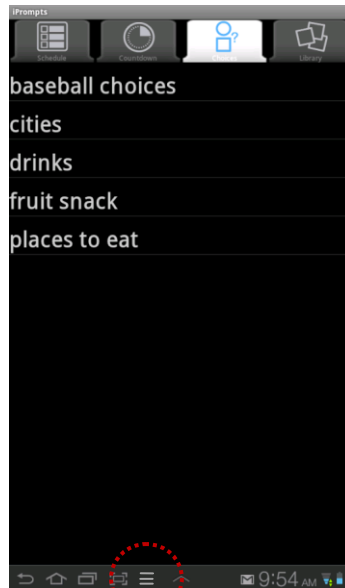 iPrompts
Schedule Countdown Choices Library
baseball choices
cities
drinks
fruit snack
places to eat
9:54 AM